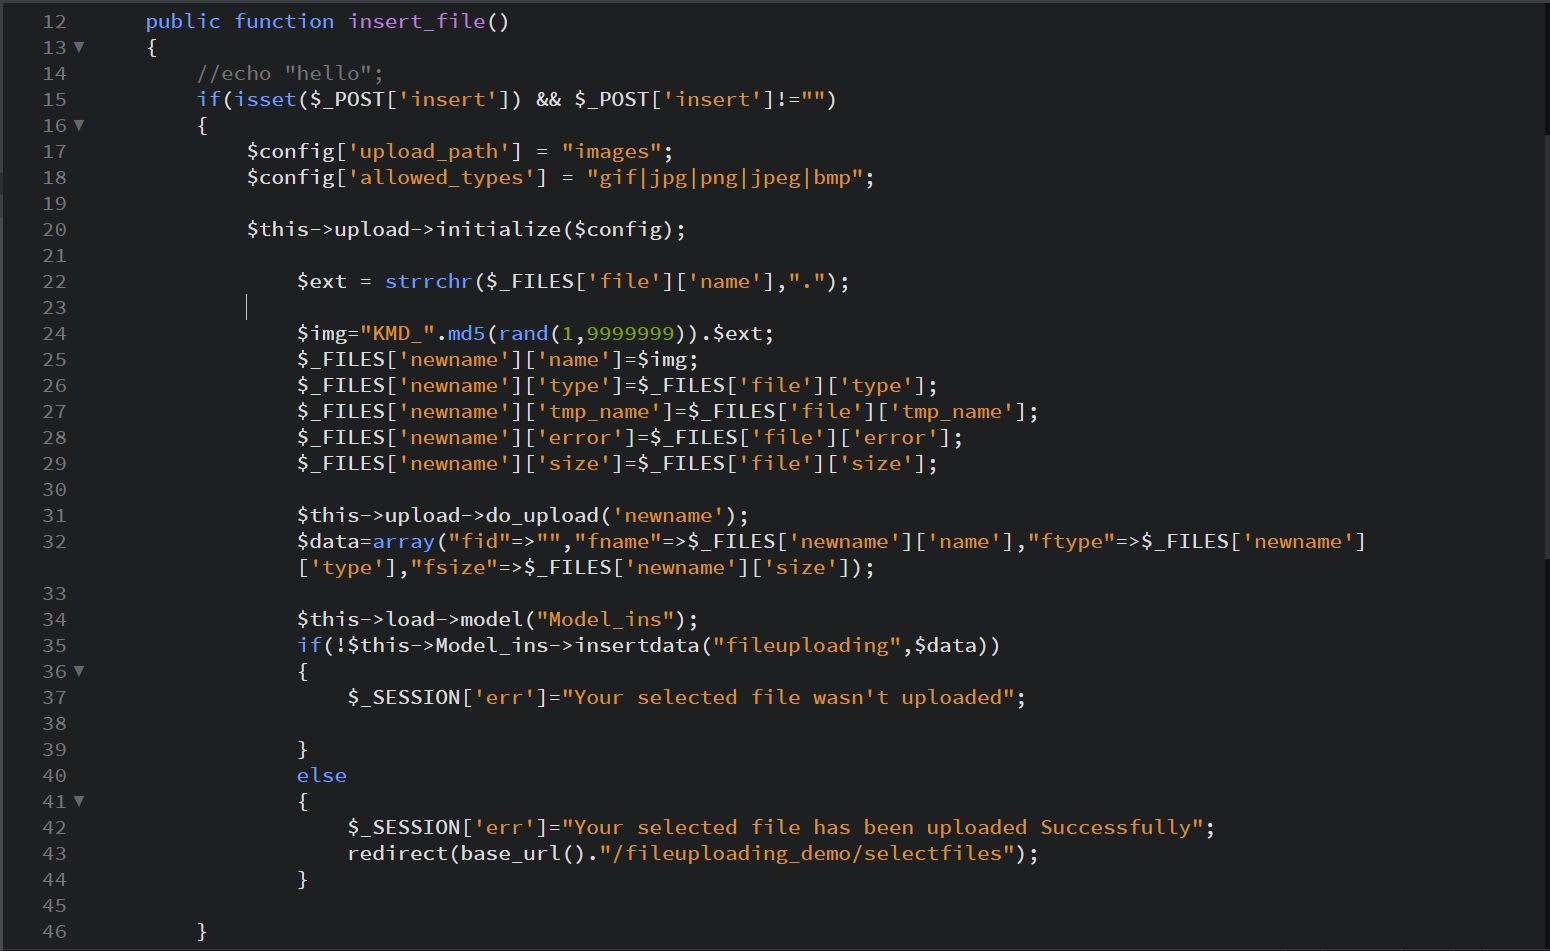 12 public function insert_file()
13 {
14 //echo "hello";
15 if(isset($_POST['insert']) && $_POST['insert']!="")
16 {
17 $config['upload_path'] = "images";
18 $config['allowed_types'] = "gif|jpg|png|jpeg|bmp";
19
20 $this->upload->initialize($config);
21
22 $ext = strrchr($_FILES['file']['name'],".");
23
24 $img="KMD_".md5(rand(1,9999999)).$ext;
25 $_FILES['newname']['name']=$img;
26 $_FILES['newname']['type']=$_FILES['file']['type'];
27 $_FILES['newname']['tmp_name']=$_FILES['file']['tmp_name'];
28 $_FILES['newname']['error']=$_FILES['file']['error'];
29 $_FILES['newname']['size']=$_FILES['file']['size'];
30
31 $this->upload->do_upload('newname');
32 $data=array("fid"=>"","fname"=>$_FILES['newname']['name'],"ftype"=>$_FILES['newname']
['type'],"fsize"=>$_FILES['newname']['size']);
33
34 $this->load->model("Model_ins");
35 if(!$this->Model_ins->insertdata("fileuploading",$data))
36 {
37 $_SESSION['err']="Your selected file wasn't uploaded";
38
39 }
40 else
41 {
42 $_SESSION['err']="Your selected file has been uploaded Successfully";
43 redirect(base_url()."/fileuploading_demo/selectfiles");
44 }
45
46 }